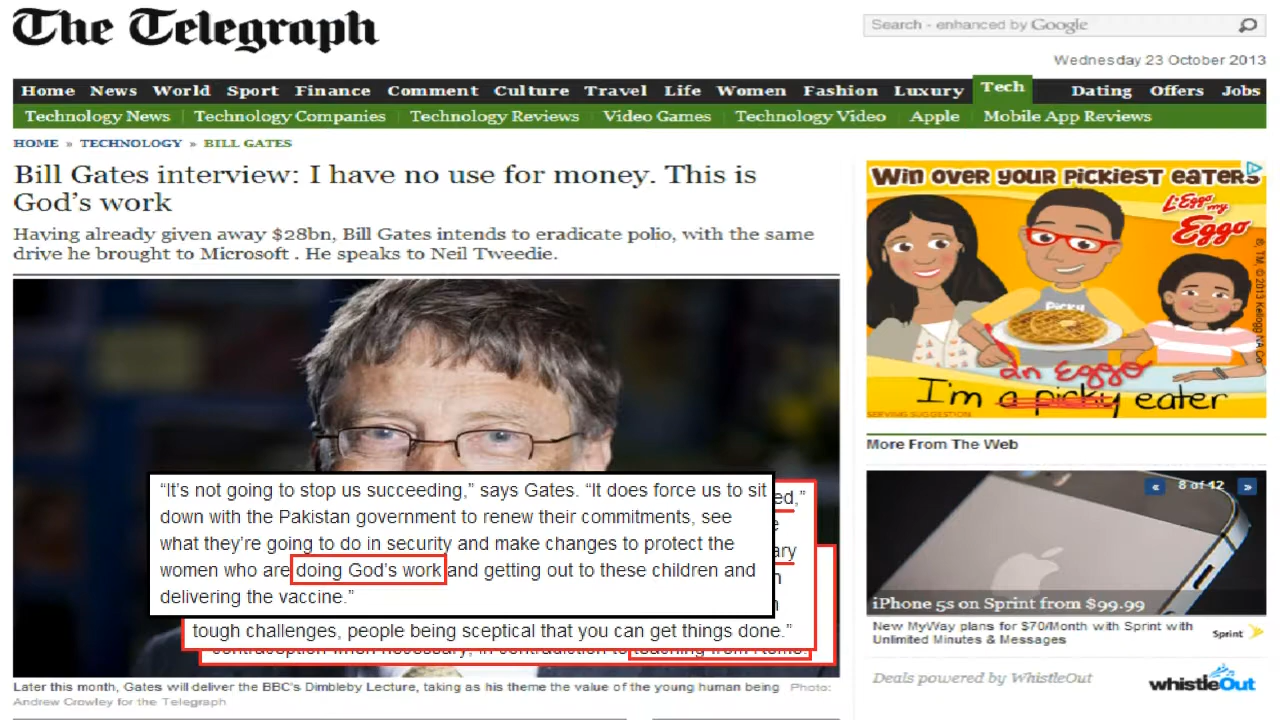 The Telegraph
Search - enhanced by Google
Wednesday 23 October 2013
Home News World Sport Finance Comment Culture Travel Life Women Fashion Luxury Tech Dating Offers Jobs
Technology News Technology Companies Technology Reviews Video Games Technology Video Apple Mobile App Reviews
HOME » TECHNOLOGY » BILL GATES
Bill Gates interview: I have no use for money. This is
God's work
Having already given away $28bn, Bill Gates intends to eradicate polio, with the same
drive he brought to Microsoft . He speaks to Neil Tweedie.
"It's not going to stop us succeeding," says Gates. "It does force us to sit
down with the Pakistan government to renew their commitments, see
what they're going to do in security and make changes to protect the
women who are doing God's work and getting out to these children and
delivering the vaccine."
tough challenges, people being sceptical that you can get things done."
Later this month, Gates will deliver the BBC's Dimbleby Lecture, taking as his theme the value of the young human being Photo:
Andrew Crowley for the Telegraph
Win over your pickiest eaters
L'Eggo my
Eggo
PICKY
an Eggo
I'm a picky eater
SERVING SUGGESTION
®, TM, © 2013 Kellogg NA Co.
More From The Web
« 8 of 12 »
iPhone 5s on Sprint from $99.99
New MyWay plans for $70/Month with Sprint with
Unlimited Minutes & Messages
Sprint
Deals powered by WhistleOut
whistleOut